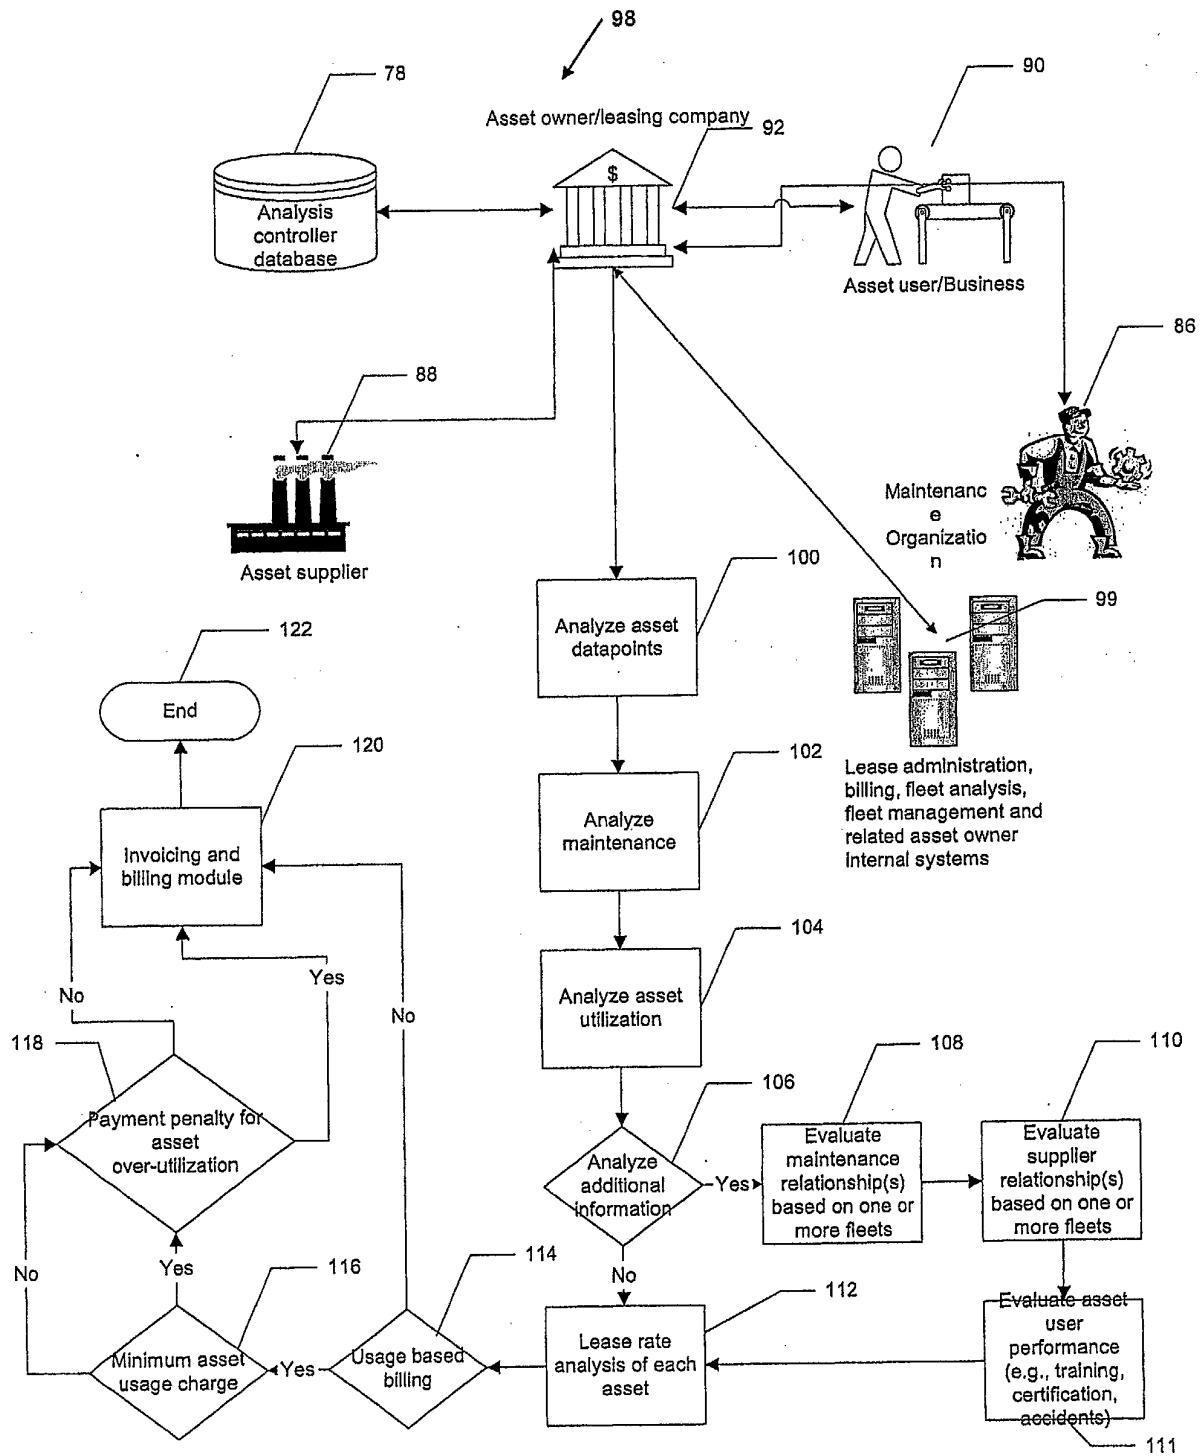 98
78
90
Asset owner/leasing company
92
$
Analysis
controller
database
Asset user/Business
86
88
Maintenanc
e
Organizatio
n
Asset supplier
100
99
Analyze asset
datapoints
122
End
120
102
Lease administration,
billing, fleet analysis,
fleet management and
related asset owner
internal systems
Analyze
maintenance
Invoicing and
billing module
104
Analyze asset
utilization
Yes
No
No
118
108
110
106
Payment penalty for
asset
over-utilization
Analyze
additional
information
Yes
Evaluate
maintenance
relationship(s)
based on one or
more fleets
Evaluate
supplier
relationship(s)
based on one or
more fleets
No
Yes
116
114
No
112
Minimum asset
usage charge
Yes
Usage based
billing
Lease rate
analysis of each
asset
Evaluate asset
user
performance
(e.g., training,
certification,
accidents)
111